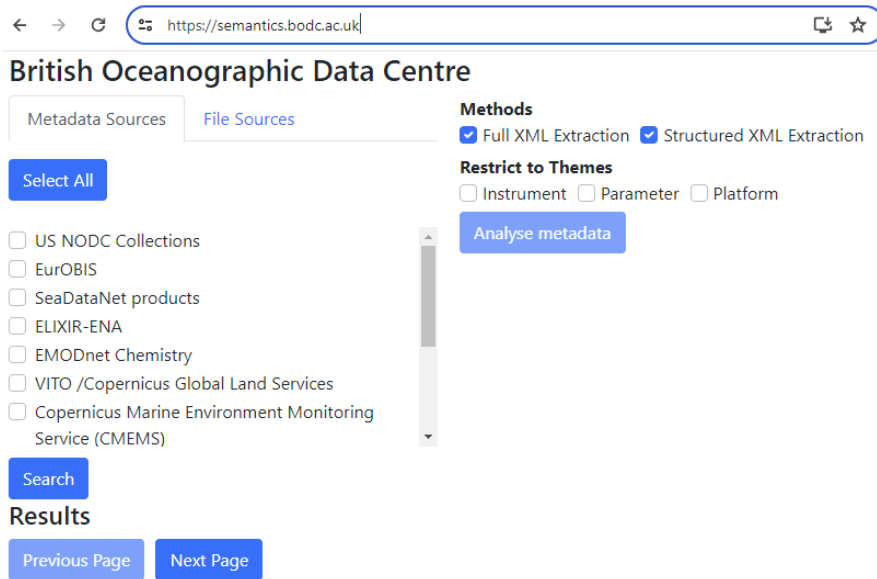 https://semantics.bodc.ac.uk
British Oceanographic Data Centre
Metadata Sources
File Sources
Select All
US NODC Collections
EurOBIS
SeaDataNet products
ELIXIR-ENA
EMODnet Chemistry
VITO /Copernicus Global Land Services
Copernicus Marine Environment Monitoring
Service (CMEMS)
Search
Results
Previous Page
Next Page
Methods
Full XML Extraction
Structured XML Extraction
Restrict to Themes
Instrument
Parameter
Platform
Analyse metadata